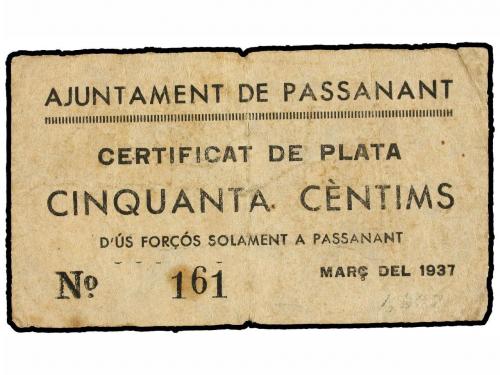 AJUNTAMENT DE PASSANANT
CERTIFICAT DE PLATA
CINQUANTA CÈNTIMS
D'ÚS FORÇÓS SOLAMENT A PASSANANT
Nº 161 MARÇ DEL 1937